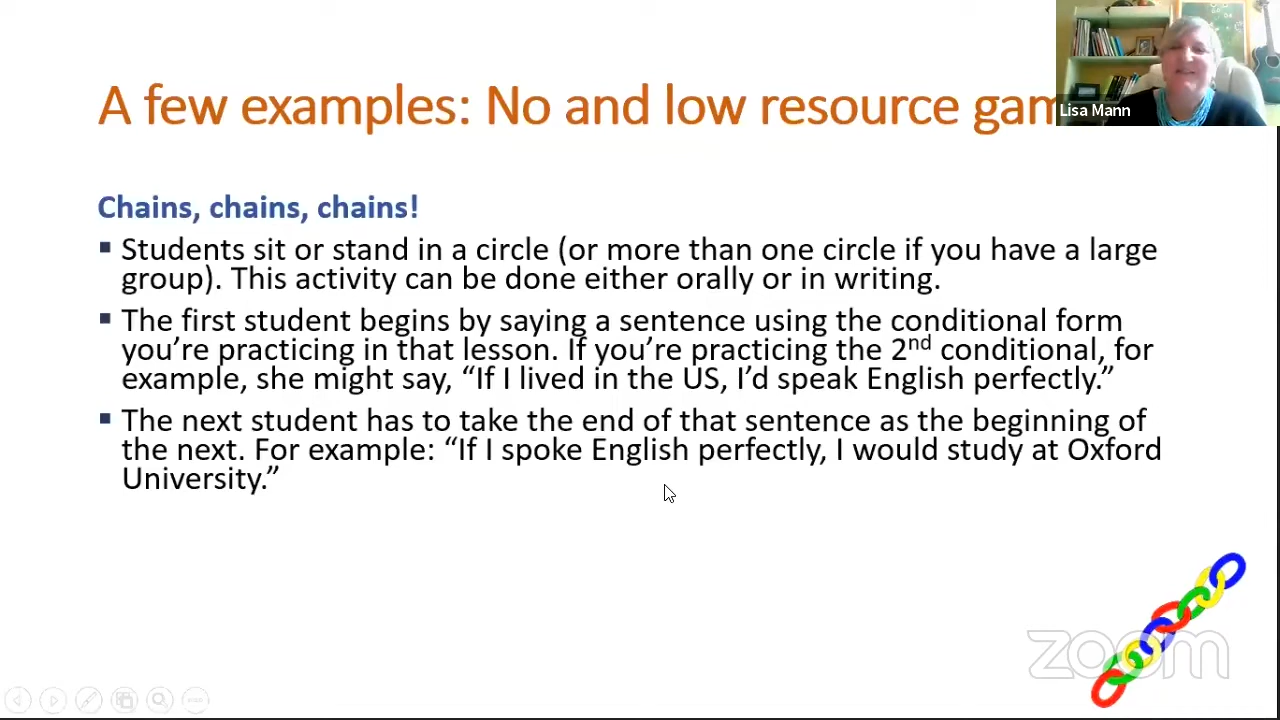 A few examples: No and low resource gam
Lisa Mann
Chains, chains, chains!
▪ Students sit or stand in a circle (or more than one circle if you have a large
group). This activity can be done either orally or in writing.
▪ The first student begins by saying a sentence using the conditional form
you’re practicing in that lesson. If you’re practicing the 2nd conditional, for
example, she might say, “If I lived in the US, I’d speak English perfectly.”
▪ The next student has to take the end of that sentence as the beginning of
the next. For example: “If I spoke English perfectly, I would study at Oxford
University.”
zoom